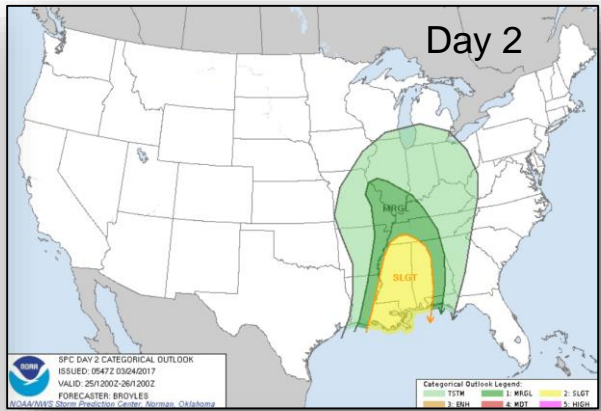 Day 2
MRGL
SLGT
NOAA
SPC DAY 2 CATEGORICAL OUTLOOK
ISSUED: 0547Z 03/24/2017
VALID: 25/1200Z-26/1200Z
FORECASTER: BROYLES
NOAA/NWS Storm Prediction Center, Norman, Oklahoma
Categorical Outlook Legend:
TSTM 1: MRGL 2: SLGT
3: ENH 4: MDT 5: HIGH